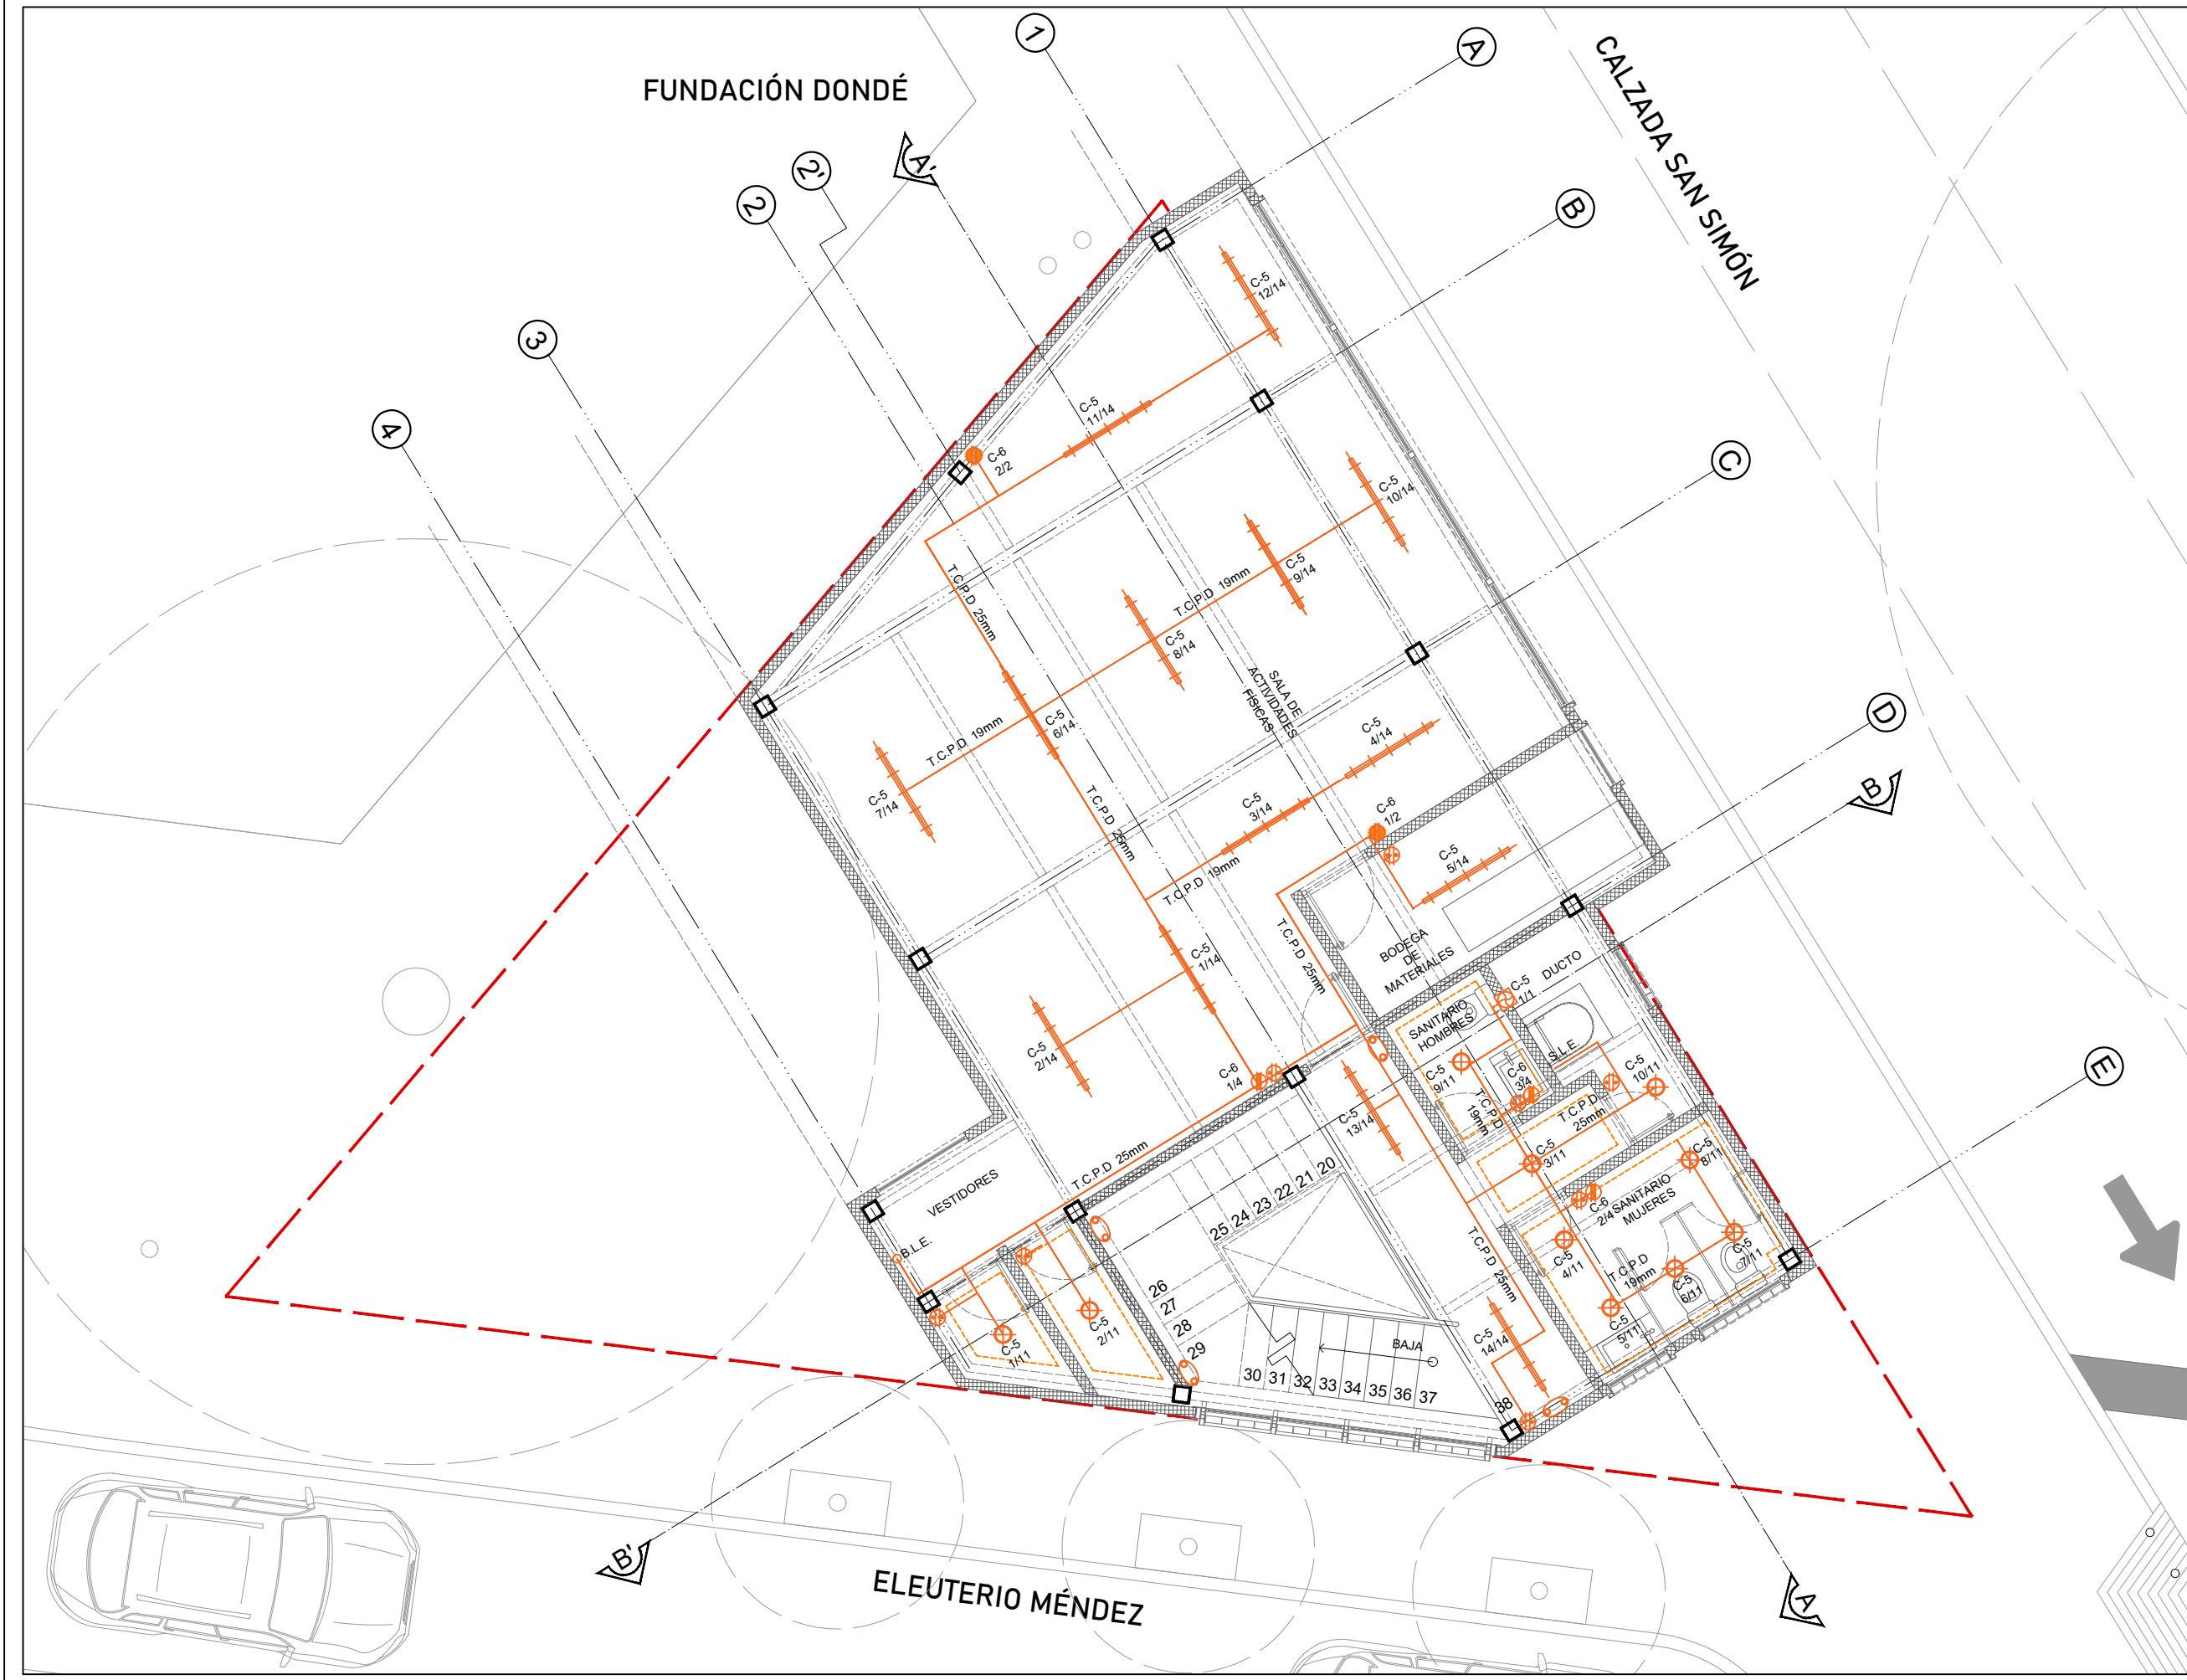 FUNDACIÓN DONDÉ
CALZADA SAN SIMÓN
ELEUTERIO MÉNDEZ
1
2'
2
3
4
A
B
C
D
E
A'
B
B'
A
C-5
12/14
C-5
11/14
C-6
2/2
C-5
10/14
C-5
9/14
T.C.P.D 19mm
C-5
8/14
T.C.P.D 25mm
C-5
6/14
T.C.P.D 19mm
C-5
7/14
SALA DE
ACTIVIDADES
FÍSICAS
C-5
4/14
C-5
3/14
T.C.P.D 19mm
T.C.P.D 25mm
C-6
1/2
C-5
5/14
BODEGA
DE
MATERIALES
T.C.P.D 25mm
C-5
1/14
C-5
2/14
C-6
1/4
DUCTO
C-5
1/1
SANITARIO
HOMBRES
S.L.E.
C-5
9/11
C-6
3/4
C-5
10/11
T.C.P.D
19mm
T.C.P.D
25mm
C-5
3/11
C-5
13/14
C-5
8/11
C-6
2/4
SANITARIO
MUJERES
C-5
4/11
C-5
7/11
C-5
6/11
T.C.P.D
19mm
C-5
5/11
T.C.P.D 25mm
C-5
14/14
T.C.P.D 25mm
VESTIDORES
B.L.E.
C-5
1/11
C-5
2/11
20
21
22
23
24
25
26
27
28
29
30
31
32
33
34
35
36
37
38
BAJA